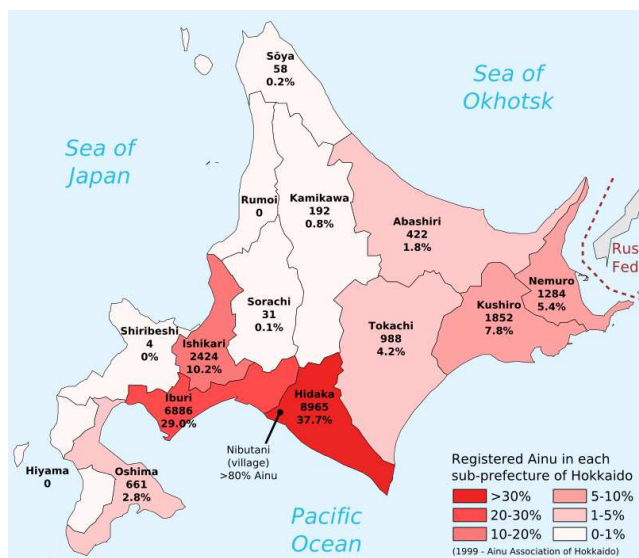 Sōya
58
0.2%
Sea of
Okhotsk
Sea of
Japan
Rumoi
0
Kamikawa
192
0.8%
Abashiri
422
1.8%
Rus
Fed
Nemuro
1284
5.4%
Kushiro
1852
7.8%
Sorachi
31
0.1%
Tokachi
988
4.2%
Shiribeshi
4
0%
Ishikari
2424
10.2%
Iburi
6886
29.0%
Hidaka
8965
37.7%
Nibutani
(village)
>80% Ainu
Hiyama
0
Oshima
661
2.8%
Pacific
Ocean
Registered Ainu in each
sub-prefecture of Hokkaido
>30%
20-30%
10-20%
5-10%
1-5%
0-1%
(1999 - Ainu Association of Hokkaido)